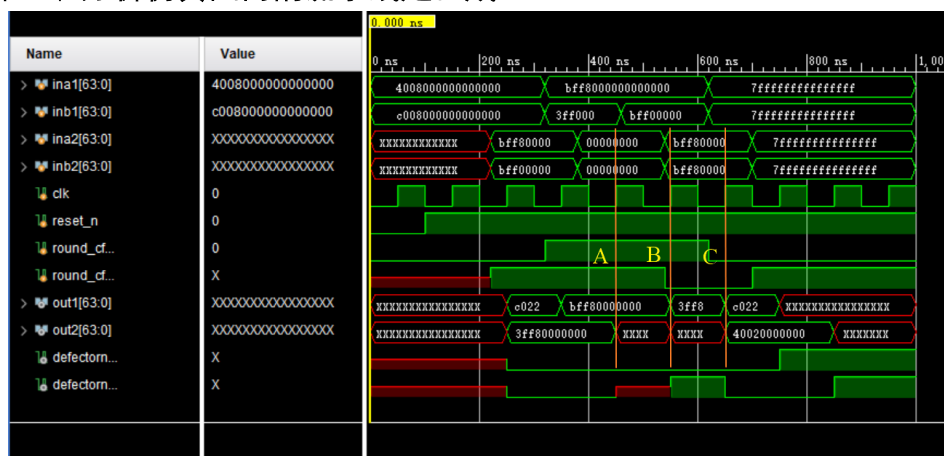 0.000 ns
Name Value
0 ns 200 ns 400 ns 600 ns 800 ns 1,00
ina1[63:0] 4008000000000000 4008000000000000 bff8000000000000 7fffffffffffffff
inb1[63:0] c008000000000000 c008000000000000 3ff000 bff00000 7fffffffffffffff
ina2[63:0] XXXXXXXXXXXXXXXX XXXXXXXXXXXX bff80000 00000000 bff80000 7fffffffffffffff
inb2[63:0] XXXXXXXXXXXXXXXX XXXXXXXXXXXX bff00000 00000000 bff80000 7fffffffffffffff
clk 0
reset_n 0
round_cf... 0 A B C
round_cf... X
out1[63:0] XXXXXXXXXXXXXXXX XXXXXXXXXXXXXXXX c022 bff80000000 3ff8 c022 XXXXXXXXXXXXXXXX
out2[63:0] XXXXXXXXXXXXXXXX XXXXXXXXXXXXXXXX 3ff80000000 XXXX XXXX 40020000000 XXXXXXX
defectorn... X
defectorn... X